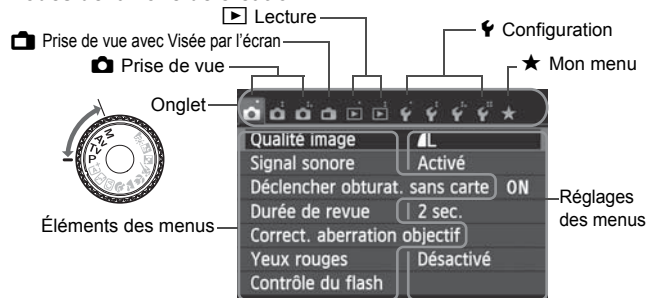 Lecture
Prise de vue avec Visée par l'écran
Configuration
Prise de vue
Mon menu
Onglet
Qualité image L
Signal sonore Activé
Déclencher obturat. sans carte ON
Durée de revue 2 sec.
Correct. aberration objectif
Yeux rouges Désactivé
Contrôle du flash
Éléments des menus
Réglages
des menus
M
Av
Tv
P